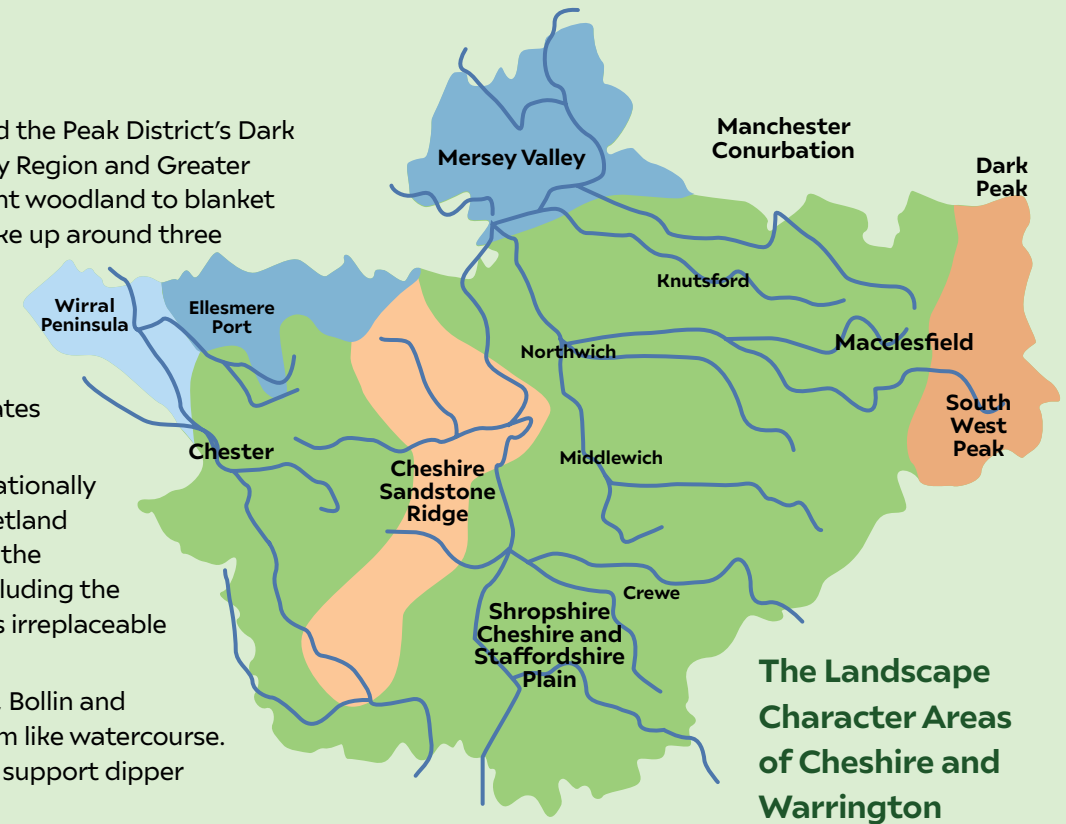 d the Peak District's Dark
y Region and Greater
nt woodland to blanket
ke up around three
ates
ationally
etland
the
luding the
s irreplaceable
. Bollin and
m like watercourse.
support dipper
Mersey Valley
Manchester
Conurbation
Dark
Peak
Wirral
Peninsula
Ellesmere
Port
Knutsford
Northwich
Macclesfield
South
West
Peak
Chester
Cheshire
Sandstone
Ridge
Middlewich
Crewe
Shropshire
Cheshire and
Staffordshire
Plain
The Landscape
Character Areas
of Cheshire and
Warrington